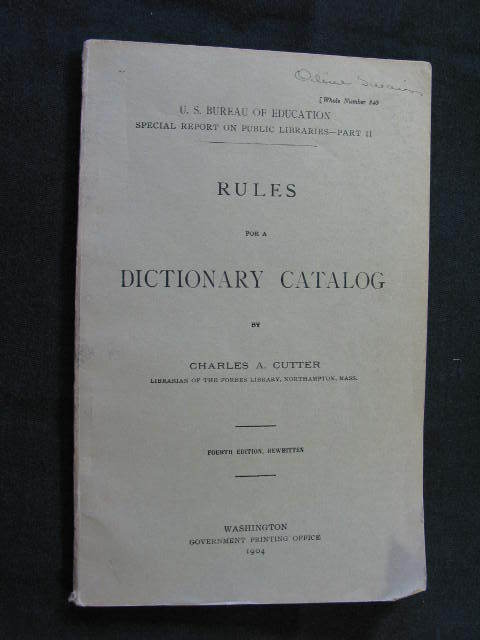 [Whole Number 340
U. S. BUREAU OF EDUCATION
SPECIAL REPORT ON PUBLIC LIBRARIES—PART II
RULES
FOR A
DICTIONARY CATALOG
BY
CHARLES A. CUTTER
LIBRARIAN OF THE FORBES LIBRARY, NORTHAMPTON, MASS.
FOURTH EDITION, REWRITTEN
WASHINGTON
GOVERNMENT PRINTING OFFICE
1904